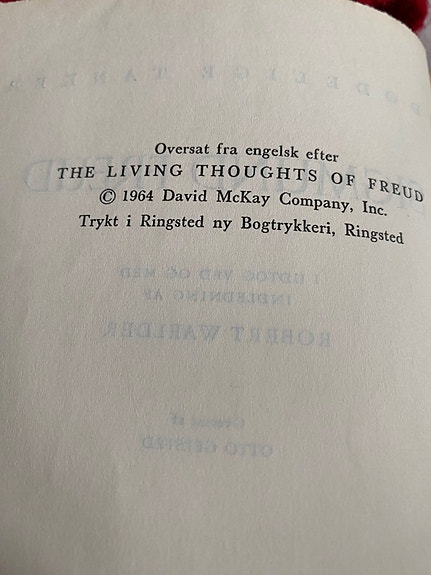 Oversat fra engelsk efter
THE LIVING THOUGHTS OF FREUD
© 1964 David McKay Company, Inc.
Trykt i Ringsted ny Bogtrykkeri, Ringsted